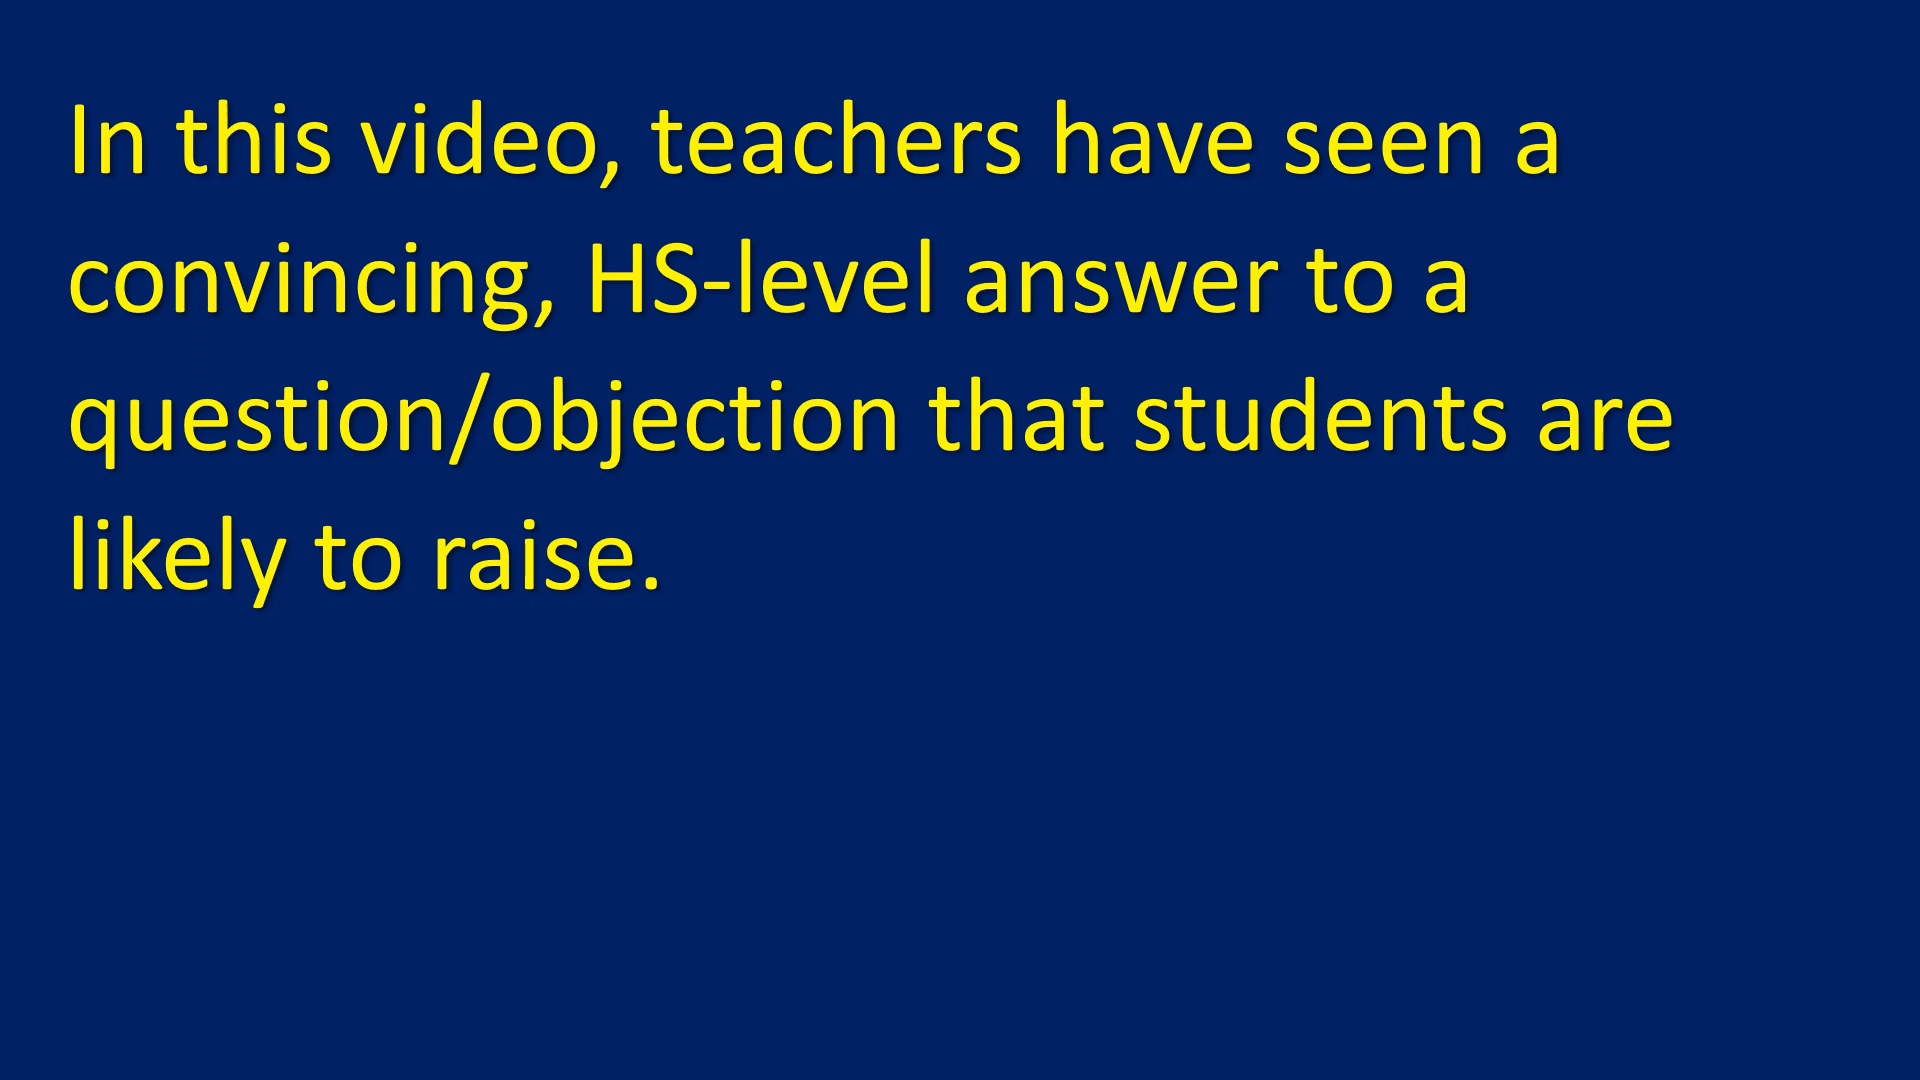 In this video, teachers have seen a
convincing, HS-level answer to a
question/objection that students are
likely to raise.